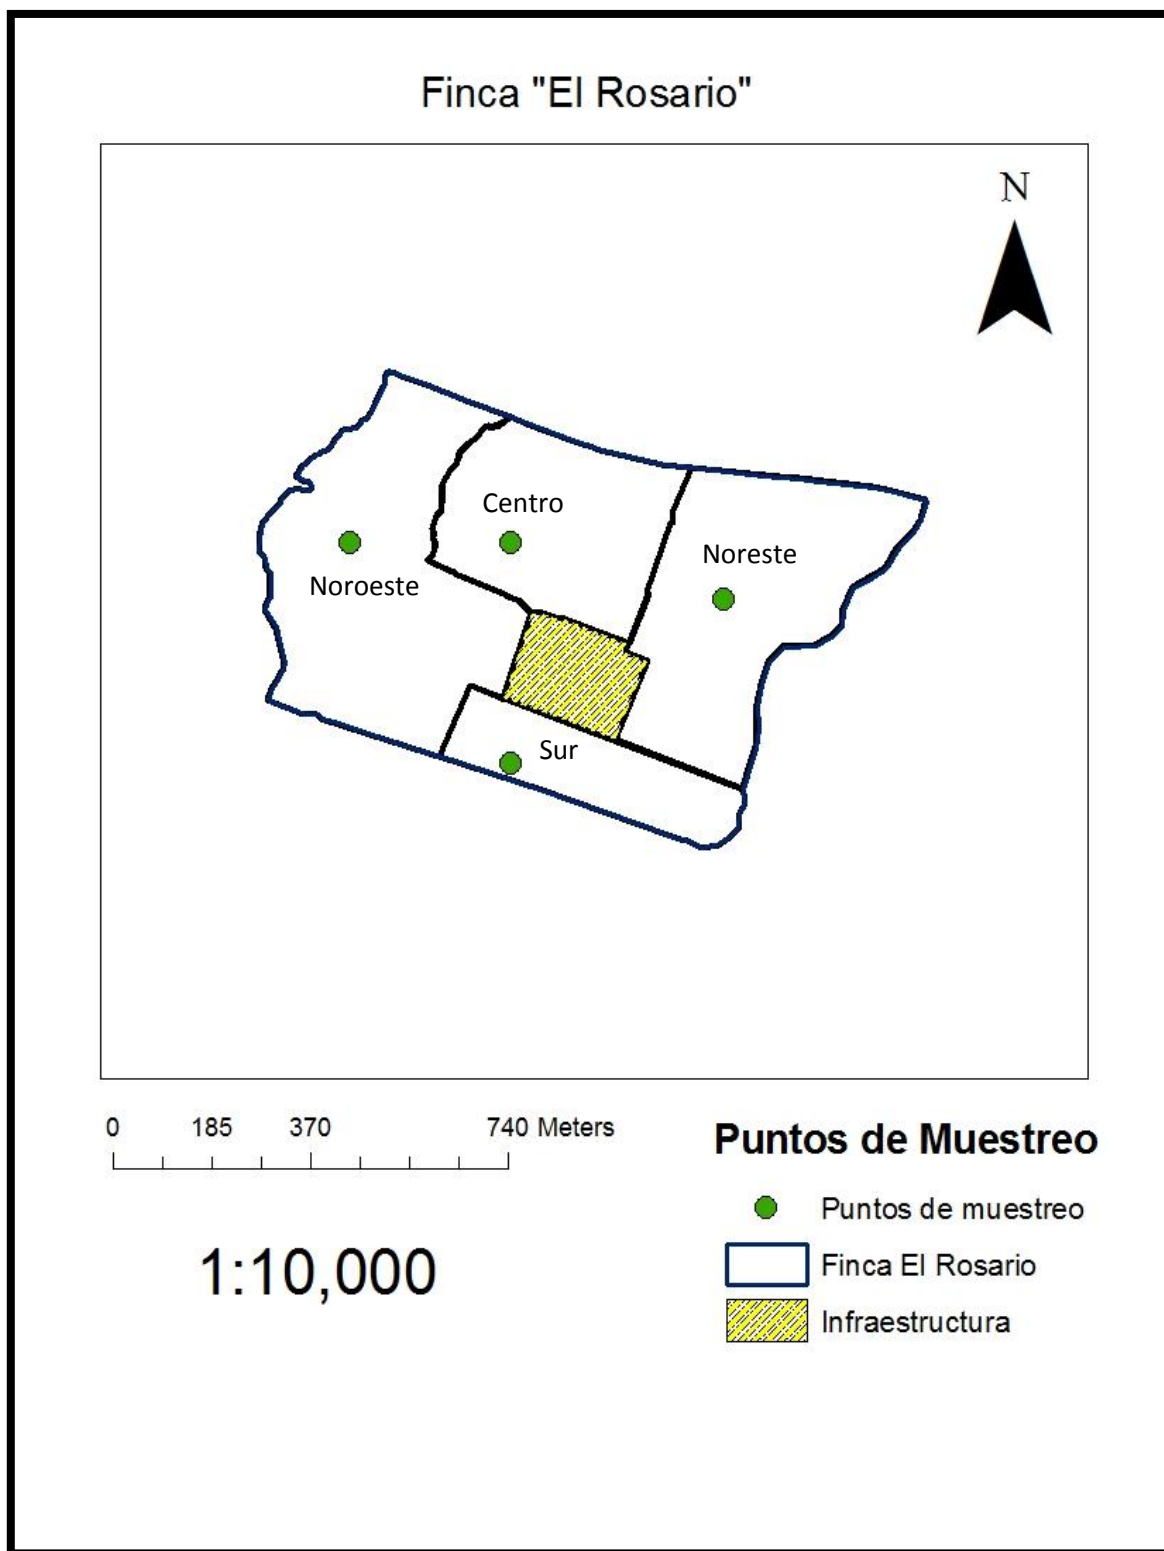 Finca "El Rosario"
N
Centro
Noreste
Noroeste
Sur
0 185 370 740 Meters
1:10,000
Puntos de Muestreo
Puntos de muestreo
Finca El Rosario
Infraestructura